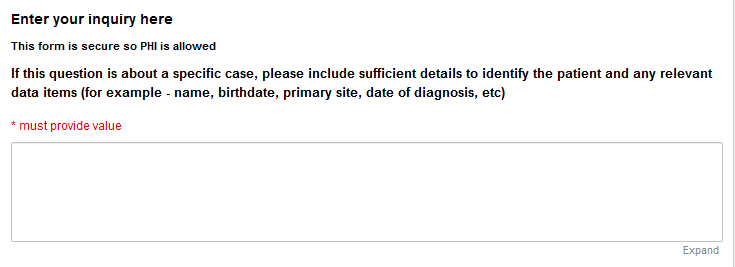 Enter your inquiry here
This form is secure so PHI is allowed
If this question is about a specific case, please include sufficient details to identify the patient and any relevant
data items (for example - name, birthdate, primary site, date of diagnosis, etc)
* must provide value
Expand